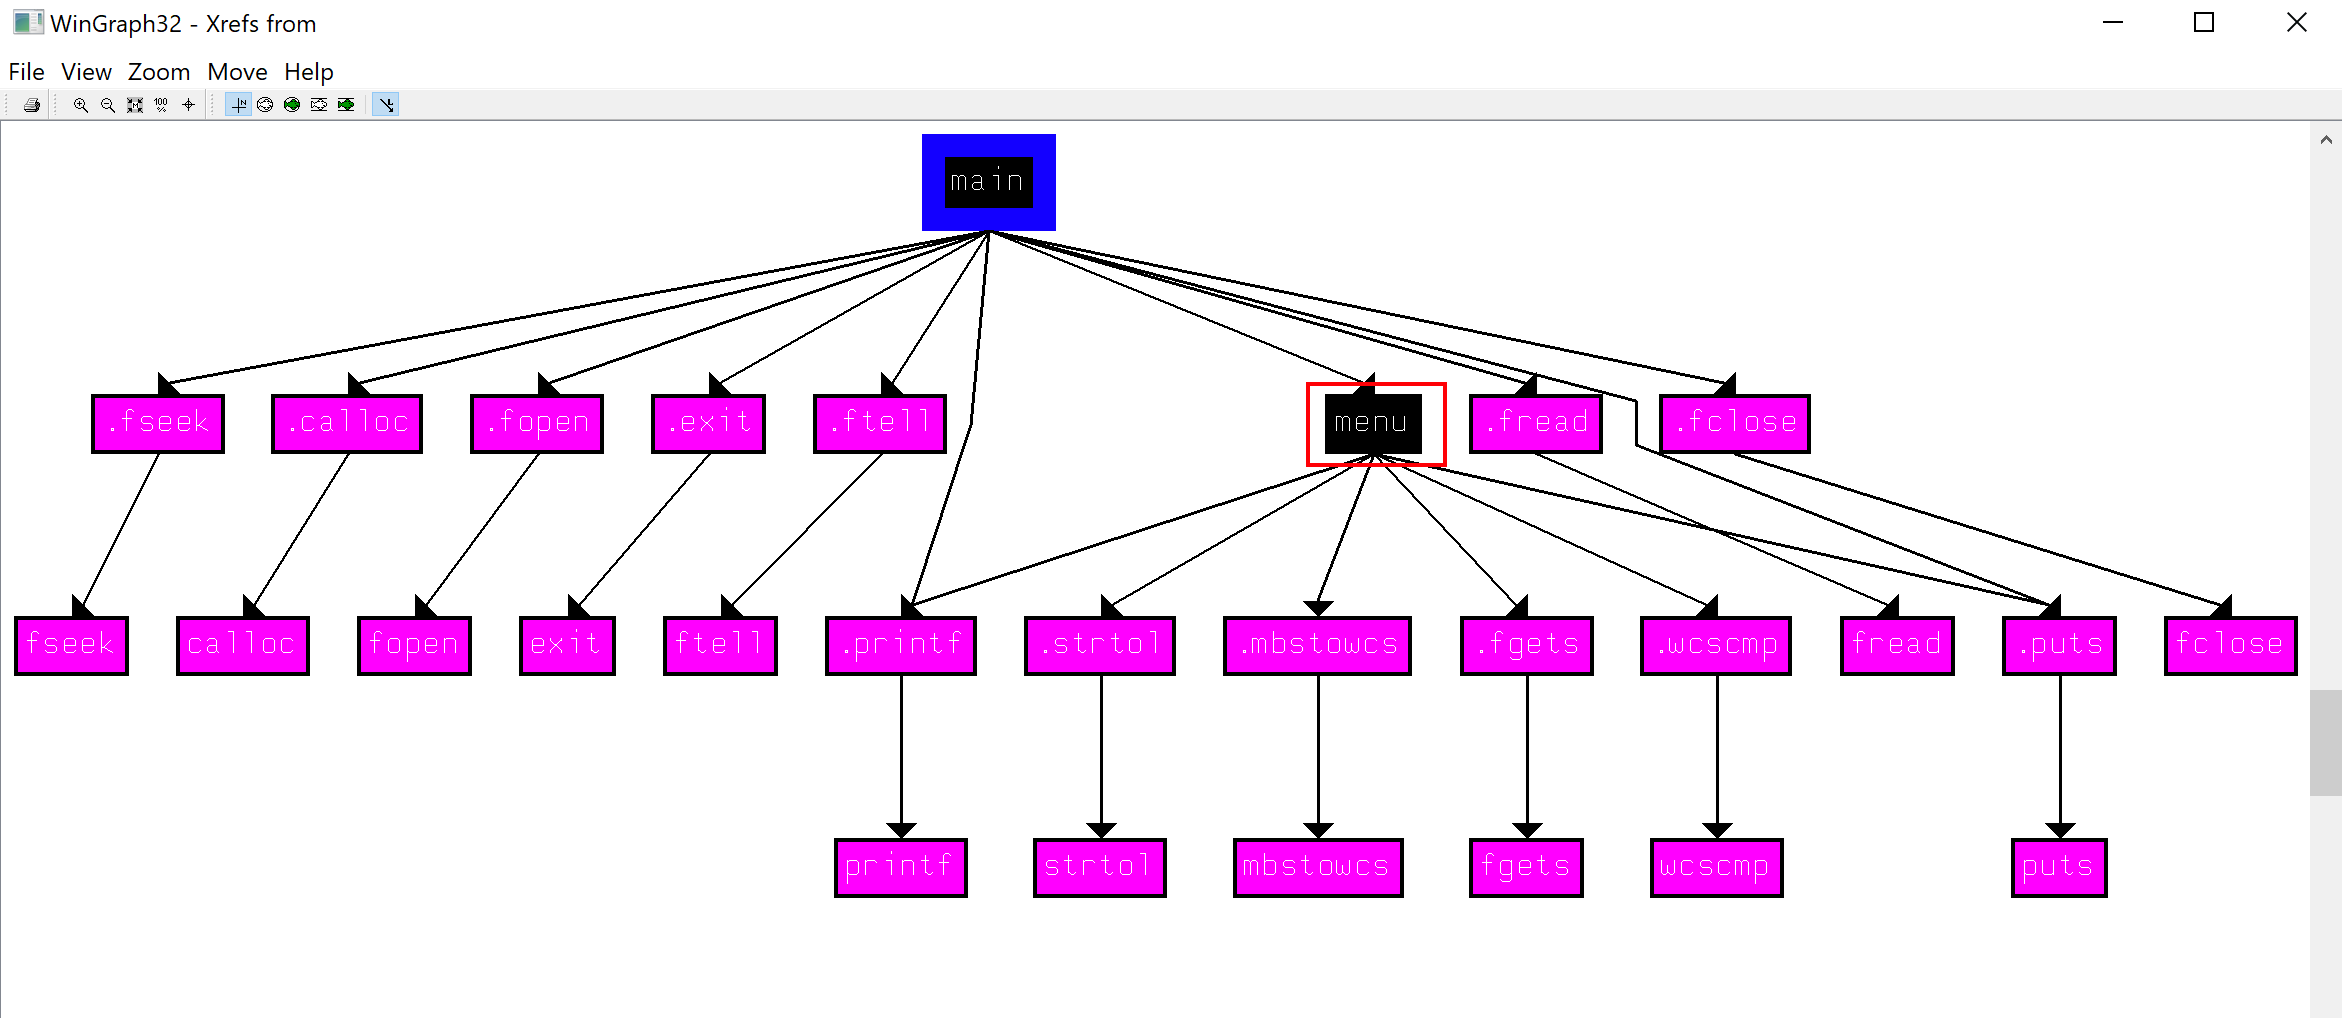 WinGraph32 - Xrefs from
File View Zoom Move Help
100
%
N
main
.fseek .calloc .fopen .exit .ftell menu .fread .fclose
fseek calloc fopen exit ftell .printf .strtol .mbstowcs .fgets .wcscmp fread .puts fclose
printf strtol mbstowcs fgets wcscmp puts